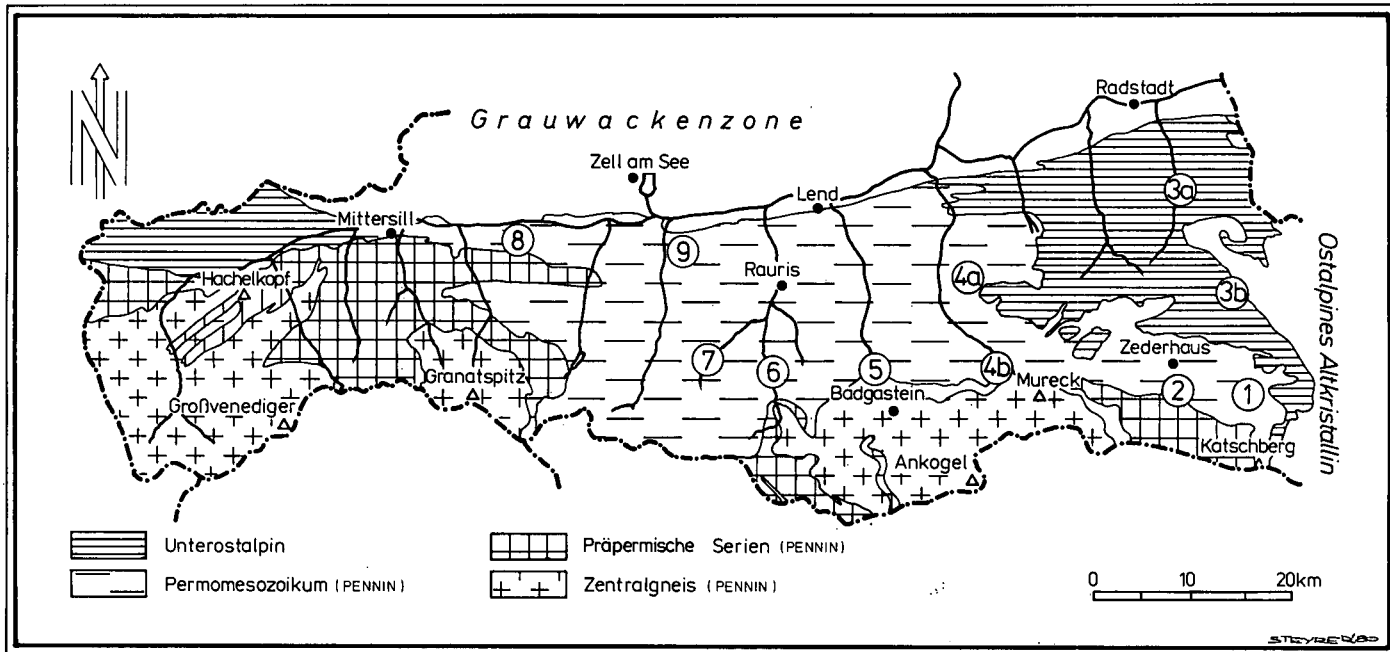 N
Grauwackenzone
Radstadt
Zell am See
Lend
Mittersill
3a
8
9
Rauris
Hachelkopf
4a
3b
Ostalpines Altkristallin
Zederhaus
7
6
5
4b
Mureck
2
1
Granatspitz
Badgastein
Großvenediger
Katschberg
Ankogel
Unterostalpin
Präpermische Serien (PENNIN)
Permomesozoikum (PENNIN)
Zentralgneis (PENNIN)
0 10 20km
STEYRER/80